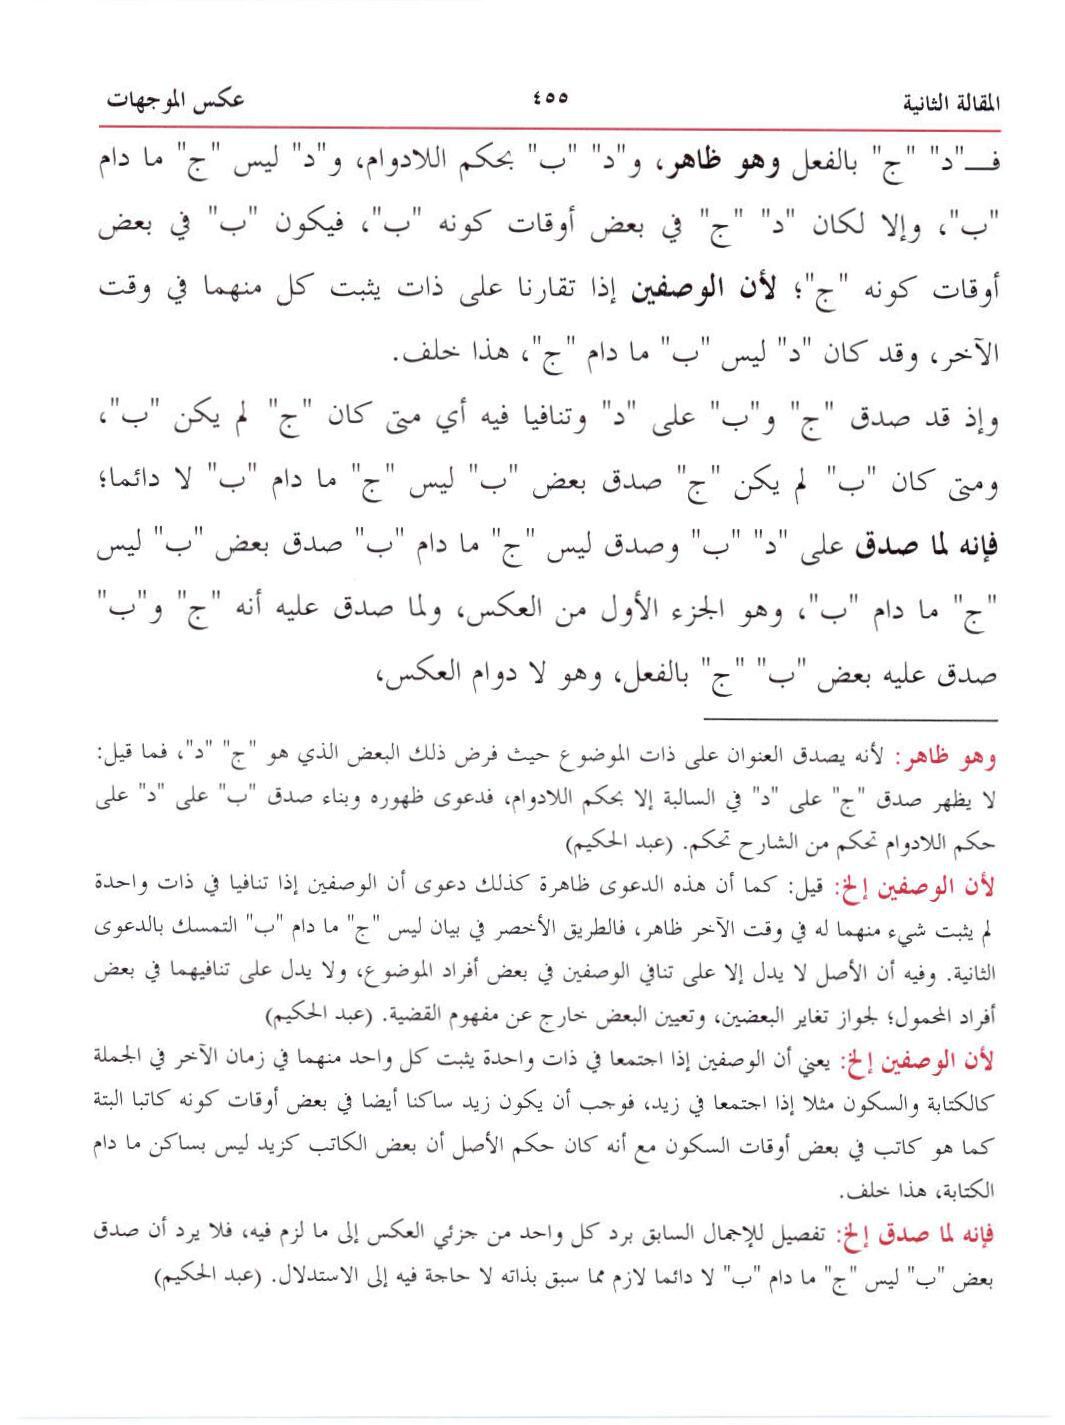 المقالة الثانية ٤٥٥ عكس الموجهات
فـ"د" "ج" بالفعل وهو ظاهر، و"د" "ب" بحكم اللادوام، و"د" ليس "ج" ما دام
"ب"، وإلا لكان "د" "ج" في بعض أوقات كونه "ب"، فيكون "ب" في بعض
أوقات كونه "ج"؛ لأن الوصفين إذا تقارنا على ذات يثبت كل منهما في وقت
الآخر، وقد كان "د" ليس "ب" ما دام "ج"، هذا خلف.
وإذ قد صدق "ج" و"ب" على "د" وتنافيا فيه أي متى كان "ج" لم يكن "ب"،
ومتى كان "ب" لم يكن "ج" صدق بعض "ب" ليس "ج" ما دام "ب" لا دائما؛
فإنه لما صدق على "د" "ب" وصدق ليس "ج" ما دام "ب" صدق بعض "ب" ليس
"ج" ما دام "ب"، وهو الجزء الأول من العكس، ولما صدق عليه أنه "ج" و"ب"
صدق عليه بعض "ب" "ج" بالفعل، وهو لا دوام العكس،
وهو ظاهر: لأنه يصدق العنوان على ذات الموضوع حيث فرض ذلك البعض الذي هو "ج" "د"، فما قيل:
لا يظهر صدق "ج" على "د" في السالبة إلا بحكم اللادوام، فدعوى ظهوره وبناء صدق "ب" على "د" على
حكم اللادوام تحكم من الشارح تحكم. (عبد الحكيم)
لأن الوصفين إلخ: قيل: كما أن هذه الدعوى ظاهرة كذلك دعوى أن الوصفين إذا تنافيا في ذات واحدة
لم يثبت شيء منهما له في وقت الآخر ظاهر، فالطريق الأخصر في بيان ليس "ج" ما دام "ب" التمسك بالدعوى
الثانية. وفيه أن الأصل لا يدل إلا على تنافي الوصفين في بعض أفراد الموضوع، ولا يدل على تنافيهما في بعض
أفراد المحمول؛ لجواز تغاير البعضين، وتعيين البعض خارج عن مفهوم القضية. (عبد الحكيم)
لأن الوصفين إلخ: يعني أن الوصفين إذا اجتمعا في ذات واحدة يثبت كل واحد منهما في زمان الآخر في الجملة
كالكتابة والسكون مثلا إذا اجتمعا في زيد، فوجب أن يكون زيد ساكنا أيضا في بعض أوقات كونه كاتبا البتة
كما هو كاتب في بعض أوقات السكون مع أنه كان حكم الأصل أن بعض الكاتب كزيد ليس بساكن ما دام
الكتابة، هذا خلف.
فإنه لما صدق إلخ: تفصيل للإجمال السابق برد كل واحد من جزئي العكس إلى ما لزم فيه، فلا يرد أن صدق
بعض "ب" ليس "ج" ما دام "ب" لا دائما لازم مما سبق بذاته لا حاجة فيه إلى الاستدلال. (عبد الحكيم)